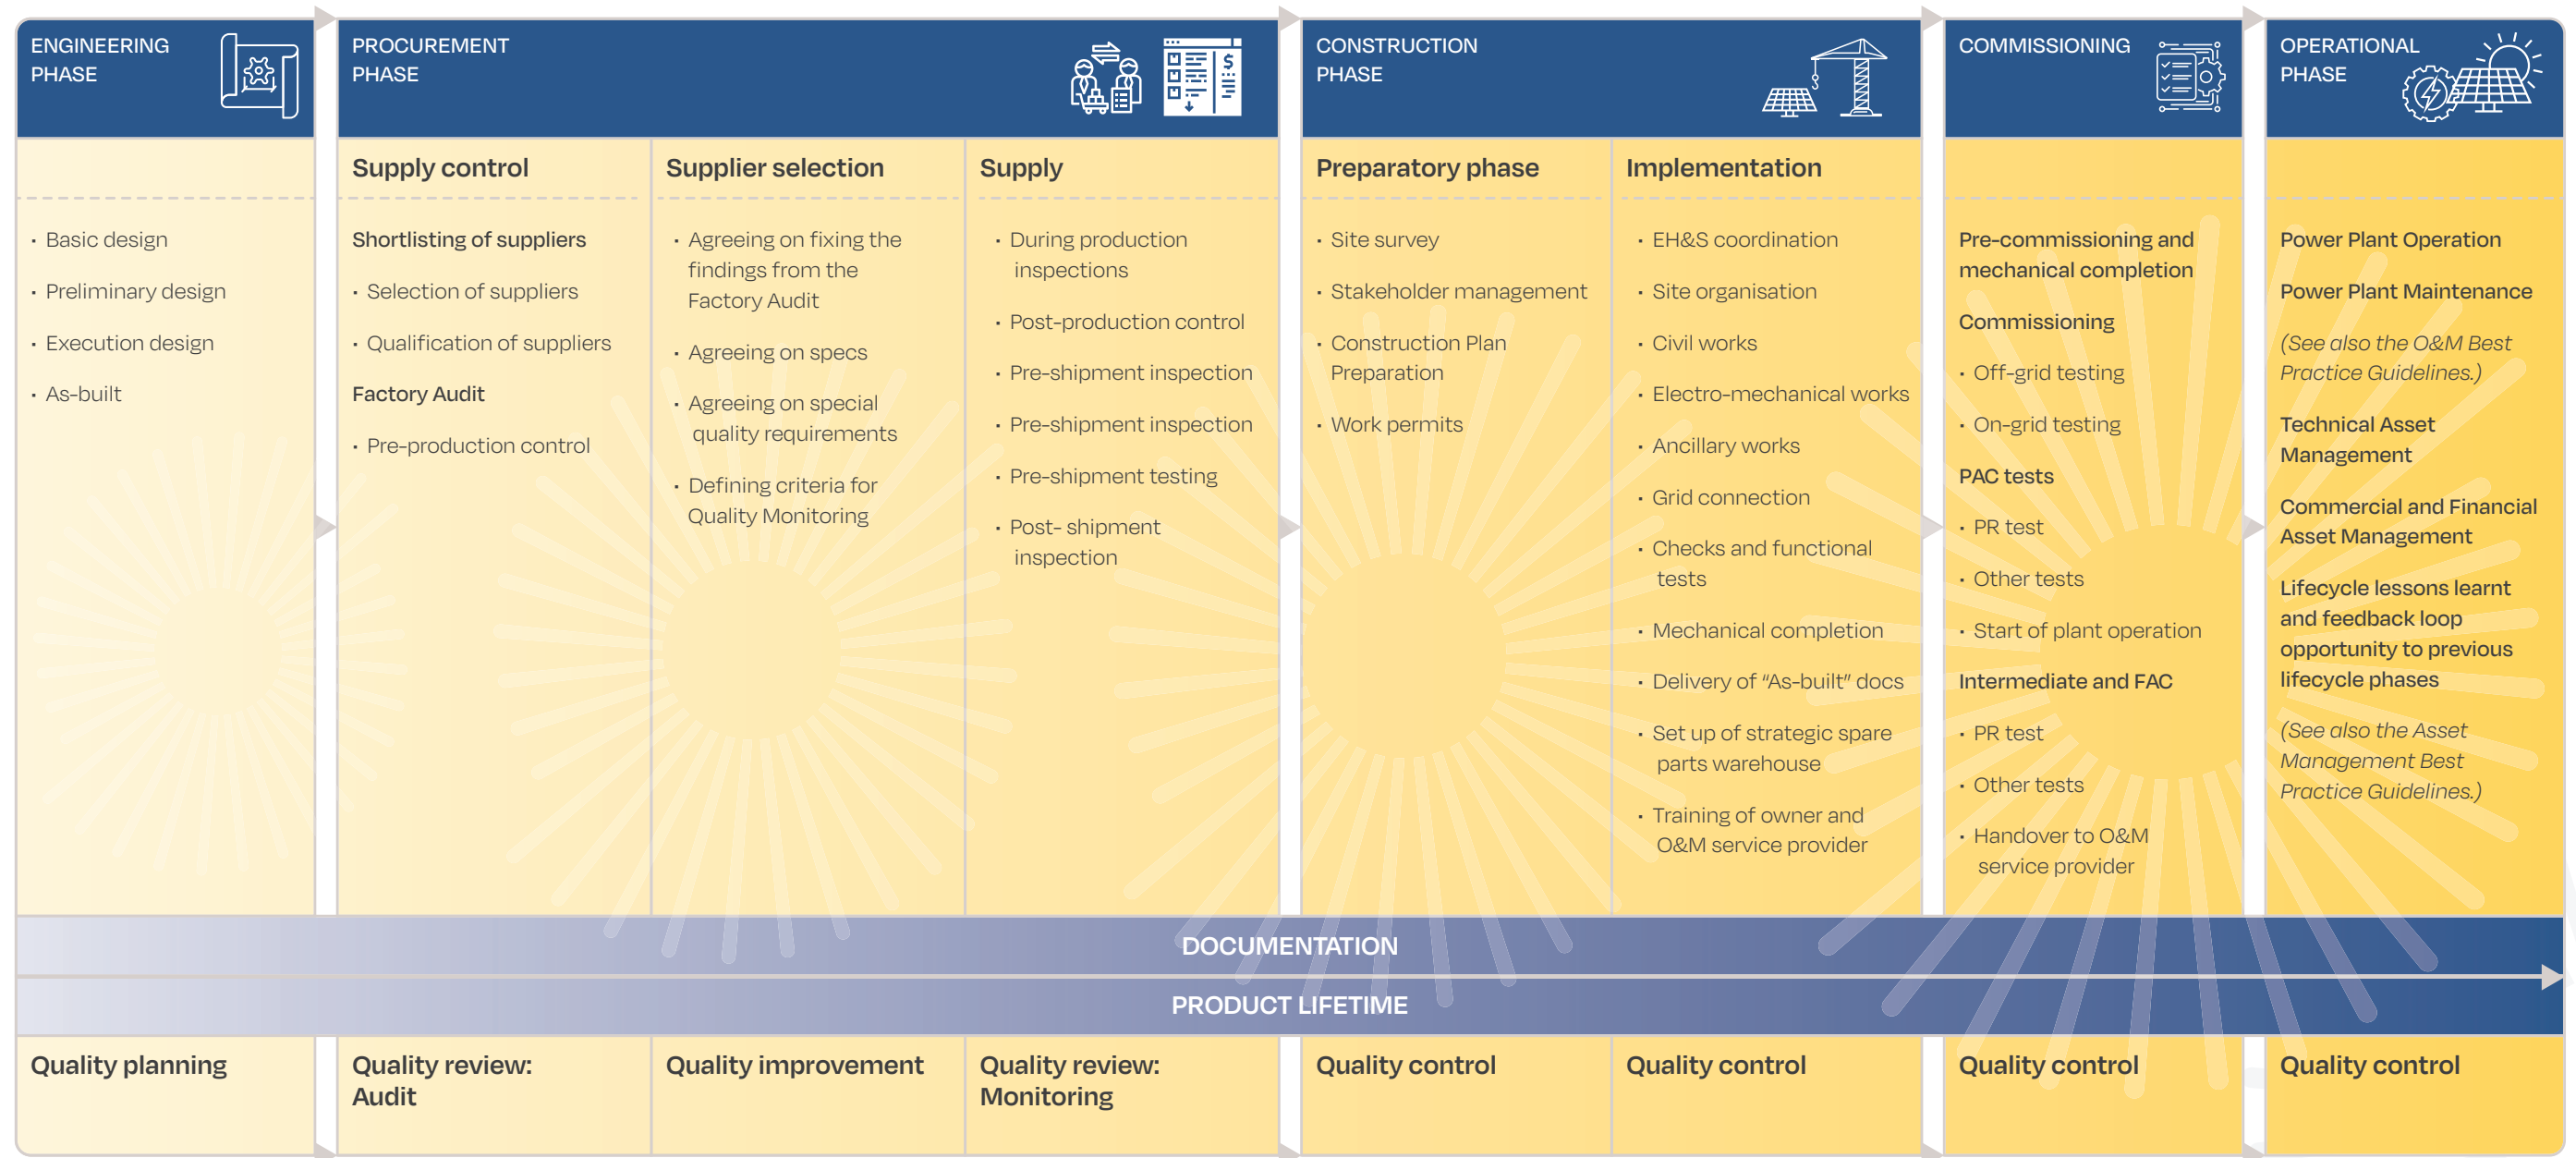 ENGINEERING
PHASE
PROCUREMENT
PHASE
CONSTRUCTION
PHASE
COMMISSIONING
OPERATIONAL
PHASE
· Basic design
· Preliminary design
· Execution design
· As-built
Supply control
Shortlisting of suppliers
· Selection of suppliers
· Qualification of suppliers
Factory Audit
· Pre-production control
Supplier selection
· Agreeing on fixing the
findings from the
Factory Audit
· Agreeing on specs
· Agreeing on special
quality requirements
· Defining criteria for
Quality Monitoring
Supply
· During production
inspections
· Post-production control
· Pre-shipment inspection
· Pre-shipment inspection
· Pre-shipment testing
· Post- shipment
inspection
Preparatory phase
· Site survey
· Stakeholder management
· Construction Plan
Preparation
· Work permits
Implementation
· EH&S coordination
· Site organisation
· Civil works
· Electro-mechanical works
· Ancillary works
· Grid connection
· Checks and functional
tests
· Mechanical completion
· Delivery of “As-built” docs
· Set up of strategic spare
parts warehouse
· Training of owner and
O&M service provider
Pre-commissioning and
mechanical completion
Commissioning
· Off-grid testing
· On-grid testing
PAC tests
· PR test
· Other tests
· Start of plant operation
Intermediate and FAC
· PR test
· Other tests
· Handover to O&M
service provider
Power Plant Operation
Power Plant Maintenance
(See also the O&M Best
Practice Guidelines.)
Technical Asset
Management
Commercial and Financial
Asset Management
Lifecycle lessons learnt
and feedback loop
opportunity to previous
lifecycle phases
(See also the Asset
Management Best
Practice Guidelines.)
DOCUMENTATION
PRODUCT LIFETIME
Quality planning
Quality review:
Audit
Quality improvement
Quality review:
Monitoring
Quality control
Quality control
Quality control
Quality control